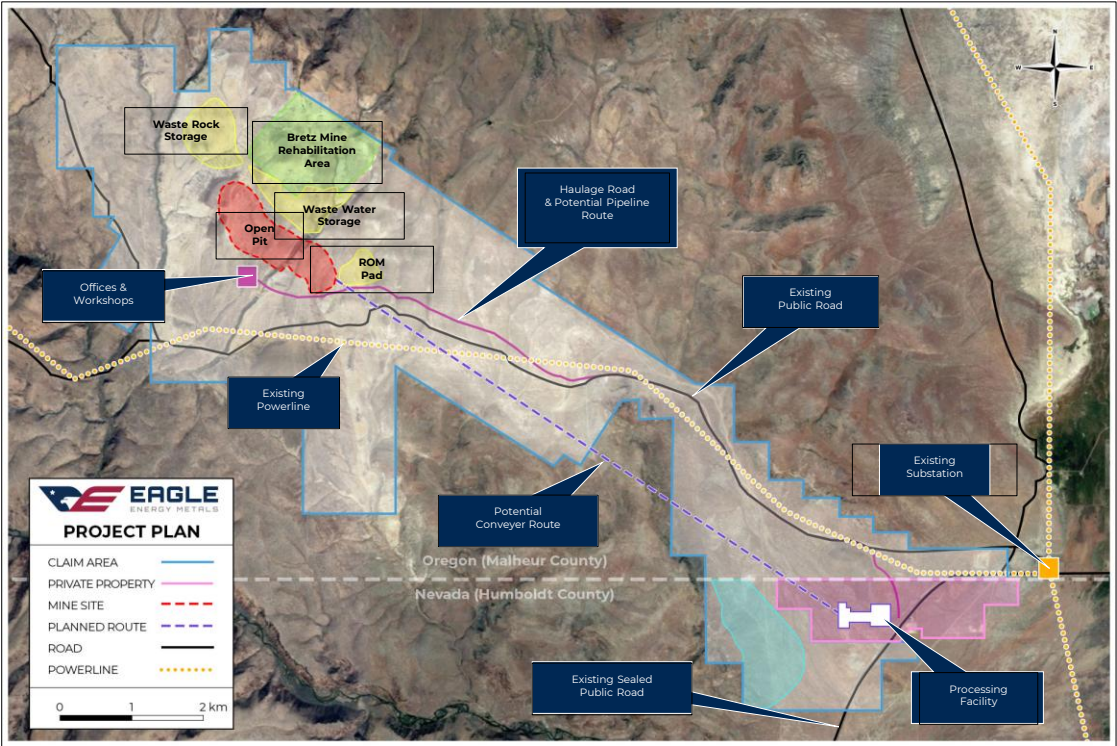 N
W
E
S
Waste Rock
Storage
Bretz Mine
Rehabilitation
Area
Waste Water
Storage
Open
Pit
ROM
Pad
Haulage Road
& Potential Pipeline
Route
Offices &
Workshops
Existing
Public Road
Existing
Powerline
Existing
Substation
Potential
Conveyer Route
Oregon (Malheur County)
Nevada (Humboldt County)
Existing Sealed
Public Road
Processing
Facility
EAGLE
ENERGY METALS
PROJECT PLAN
CLAIM AREA
PRIVATE PROPERTY
MINE SITE
PLANNED ROUTE
ROAD
POWERLINE
0 1 2 km